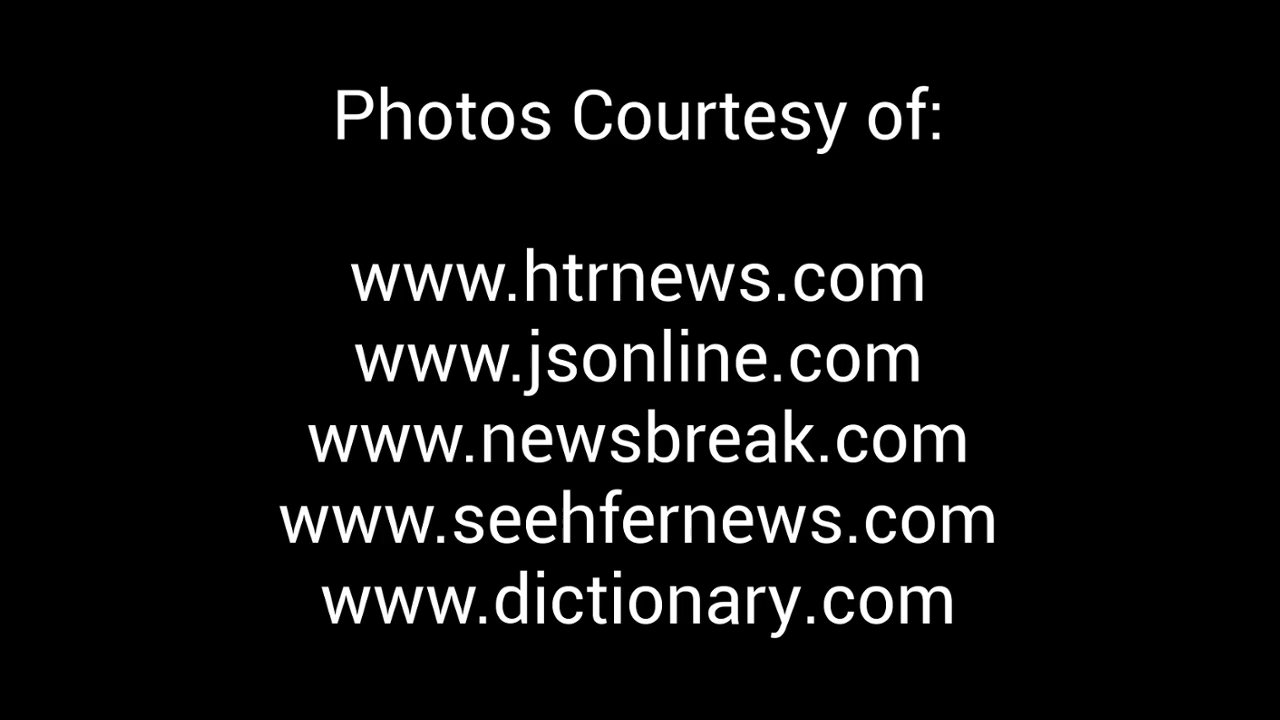 Photos Courtesy of:
www.htrnews.com
www.jsonline.com
www.newsbreak.com
www.seehfernews.com
www.dictionary.com